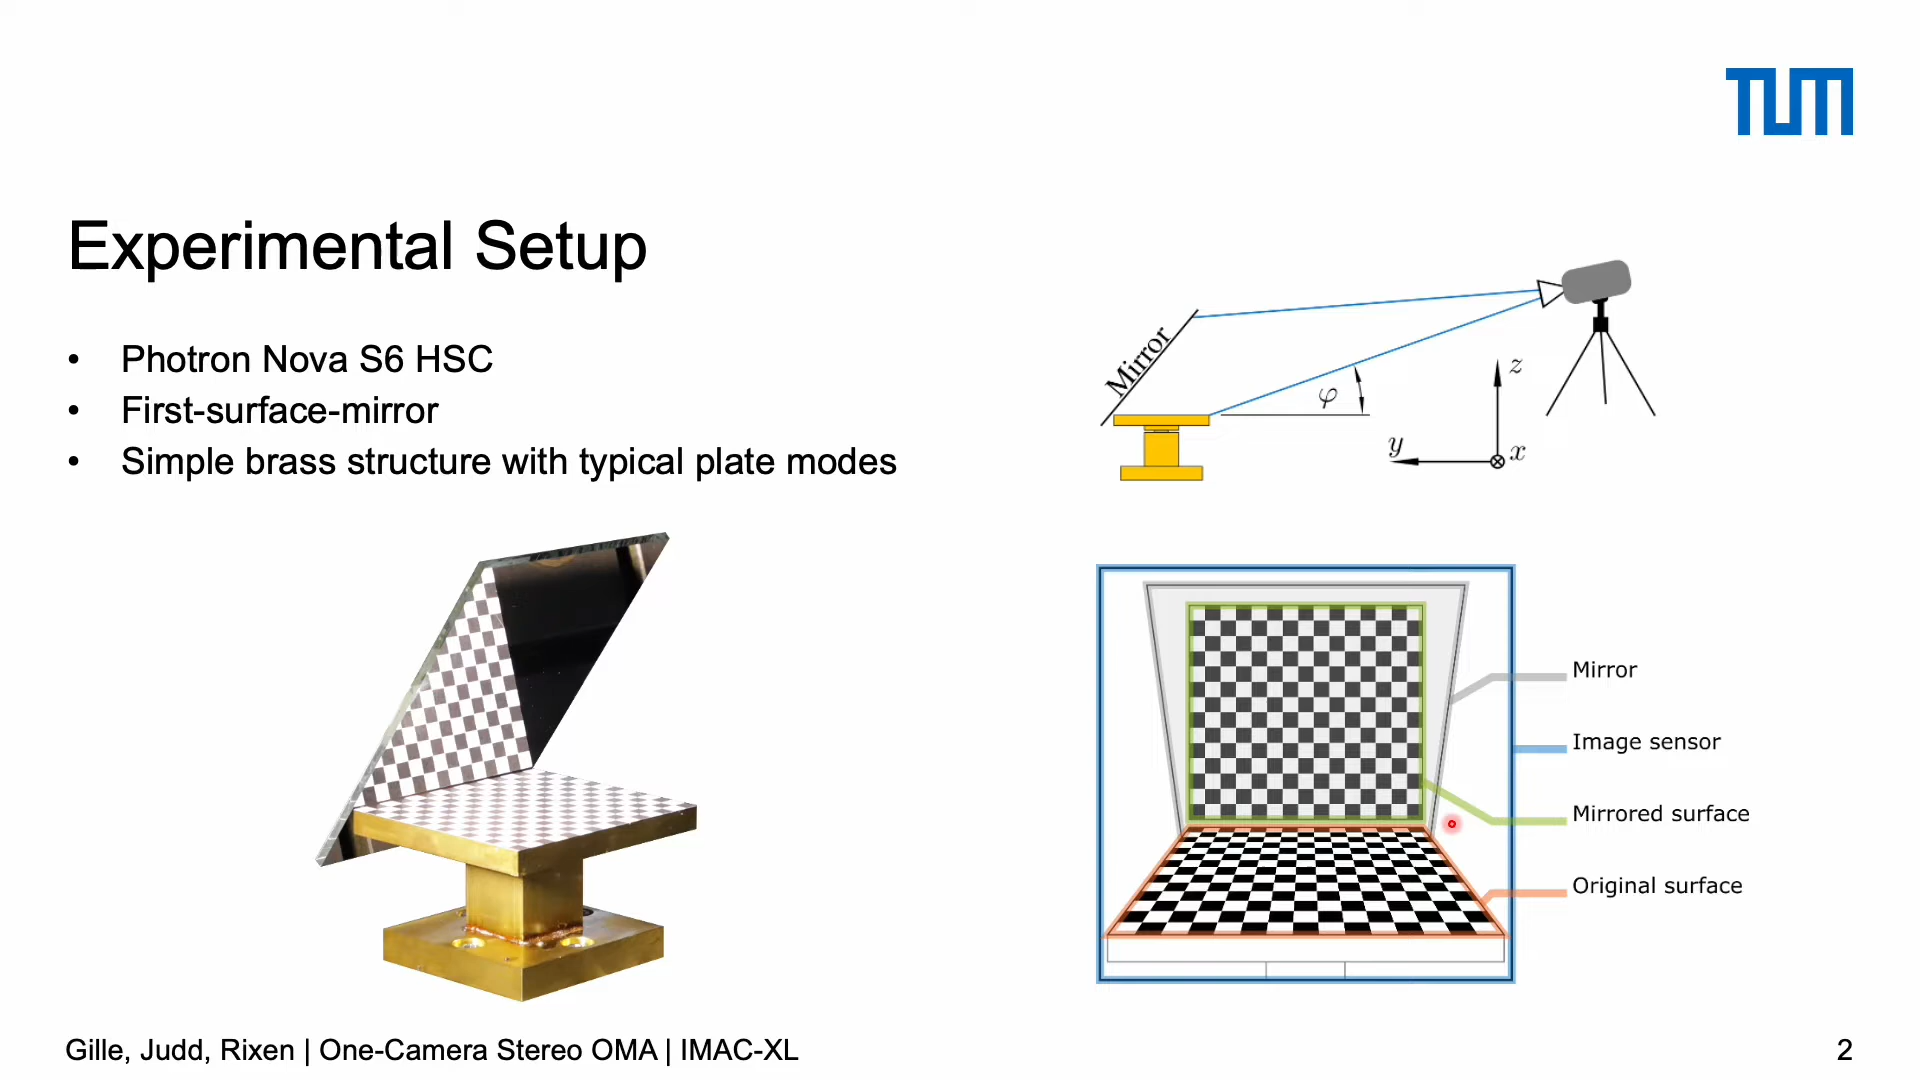 TUM
Experimental Setup
• Photron Nova S6 HSC
• First-surface-mirror
• Simple brass structure with typical plate modes
Mirror
φ
z
y
x
Mirror
Image sensor
Mirrored surface
Original surface
Gille, Judd, Rixen | One-Camera Stereo OMA | IMAC-XL
2